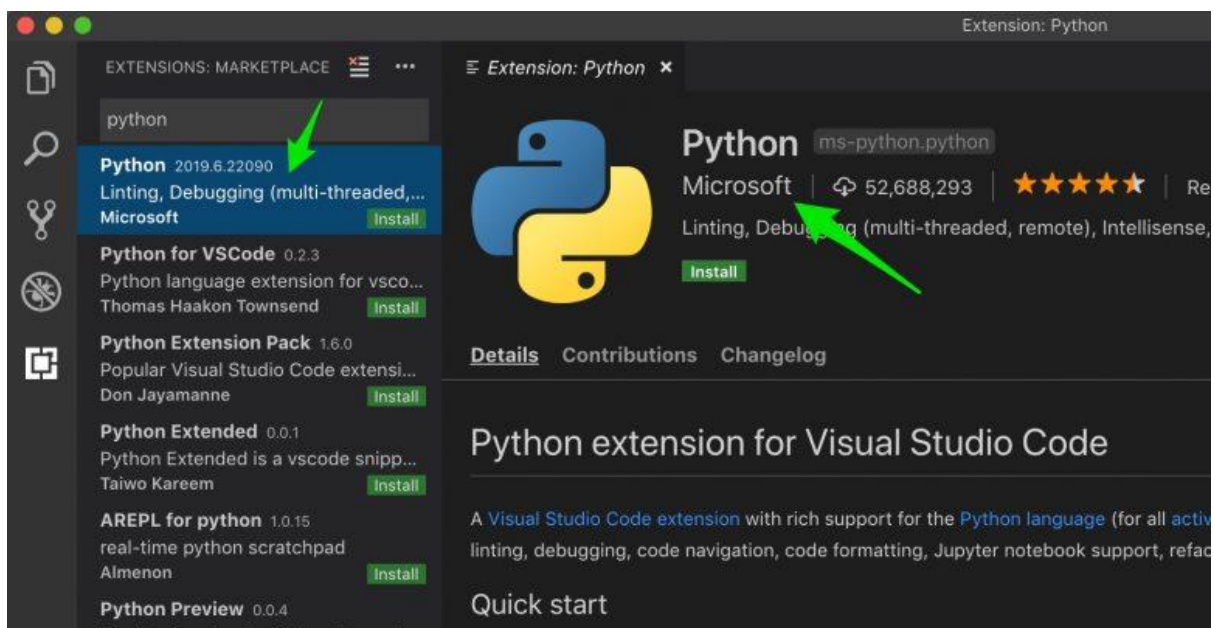 Extension: Python
EXTENSIONS: MARKETPLACE
Extension: Python
python
Python 2019.6.22090
Linting, Debugging (multi-threaded,...
Microsoft Install
Python for VSCode 0.2.3
Python language extension for vsco...
Thomas Haakon Townsend Install
Python Extension Pack 1.6.0
Popular Visual Studio Code extensi...
Don Jayamanne Install
Python Extended 0.0.1
Python Extended is a vscode snipp...
Taiwo Kareem Install
AREPL for python 1.0.15
real-time python scratchpad
Almenon Install
Python Preview 0.0.4
Python ms-python.python
Microsoft 52,688,293 Re
Linting, Debugging (multi-threaded, remote), Intellisense,
Install
Details Contributions Changelog
Python extension for Visual Studio Code
A Visual Studio Code extension with rich support for the Python language (for all activ
linting, debugging, code navigation, code formatting, Jupyter notebook support, refac
Quick start